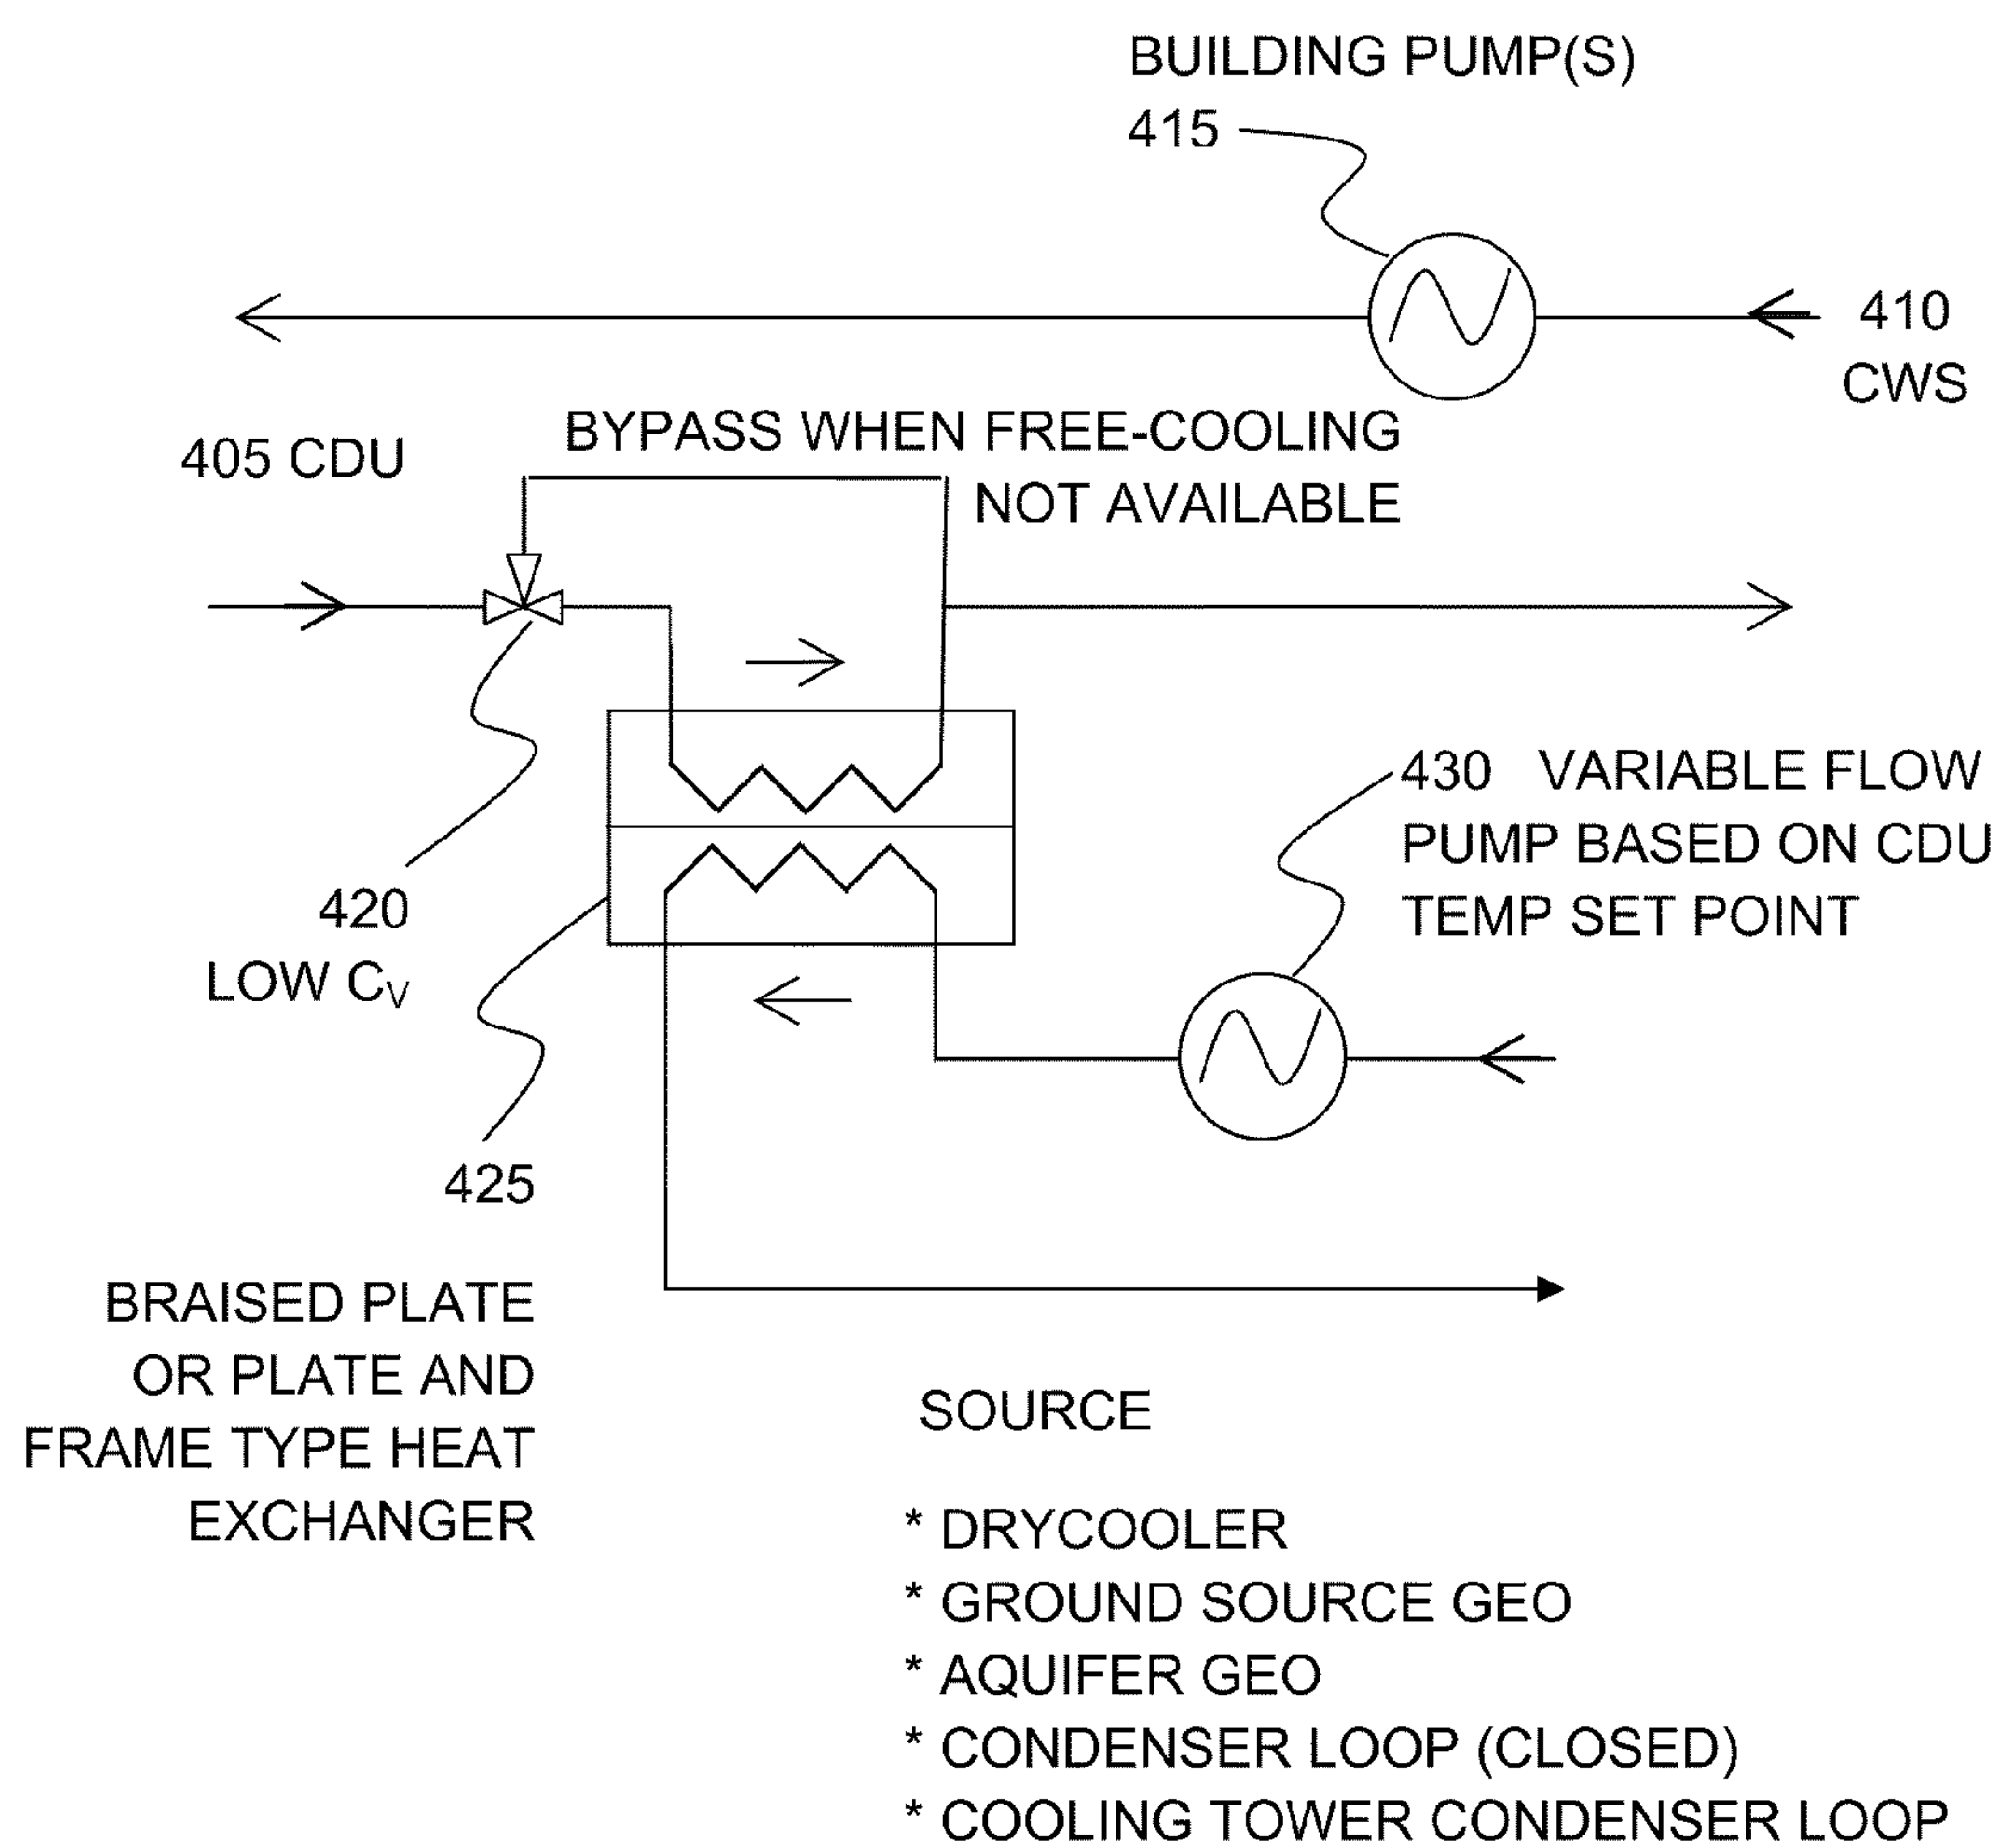 BUILDING PUMP(S)
415
410
CWS
405 CDU
BYPASS WHEN FREE-COOLING
NOT AVAILABLE
430 VARIABLE FLOW
PUMP BASED ON CDU
TEMP SET POINT
420
LOW CV
425
BRAISED PLATE
OR PLATE AND
FRAME TYPE HEAT
EXCHANGER
SOURCE
* DRYCOOLER
* GROUND SOURCE GEO
* AQUIFER GEO
* CONDENSER LOOP (CLOSED)
* COOLING TOWER CONDENSER LOOP